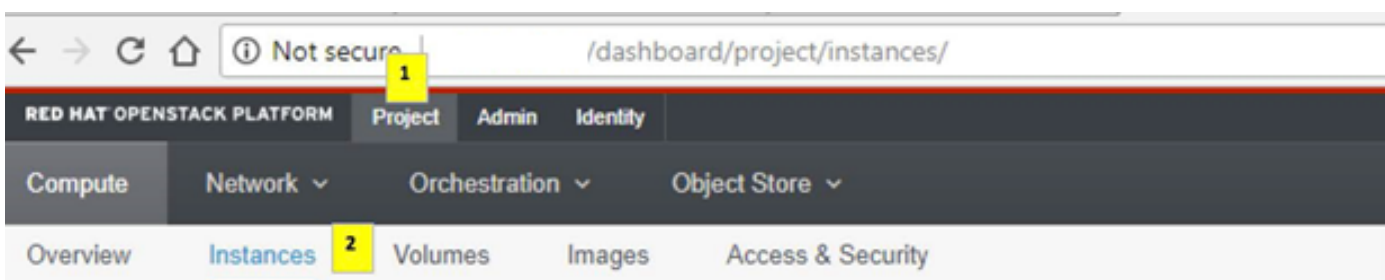 Not secure /dashboard/project/instances/
1
RED HAT OPENSTACK PLATFORM Project Admin Identity
Compute Network Orchestration Object Store
Overview Instances 2 Volumes Images Access & Security